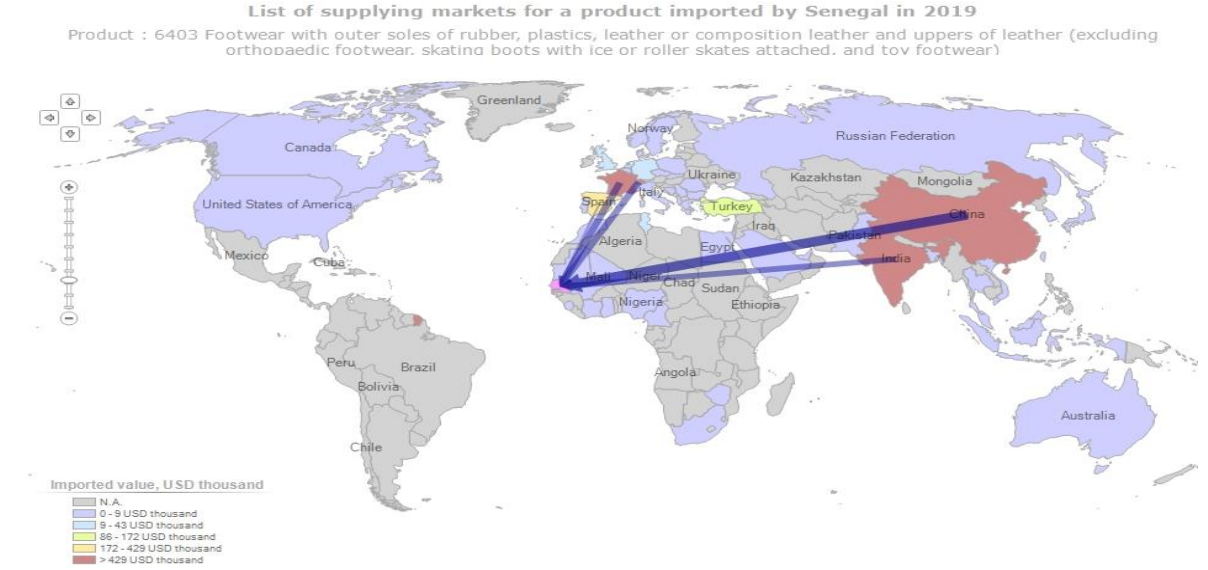 List of supplying markets for a product imported by Senegal in 2019
Product : 6403 Footwear with outer soles of rubber, plastics, leather or composition leather and uppers of leather (excluding
orthopaedic footwear, skating boots with ice or roller skates attached, and toy footwear)
Greenland
Norway
Russian Federation
Canada
Ukraine
Kazakhstan
Mongolia
Italy
United States of America
Spain
Turkey
China
Iraq
Pakistan
Algeria
Egypt
Mexico
Cuba
India
Mali
Niger
Chad
Sudan
Nigeria
Ethiopia
Peru
Brazil
Angola
Bolivia
Australia
Chile
Imported value, USD thousand
N.A.
0 - 9 USD thousand
9 - 43 USD thousand
86 - 172 USD thousand
172 - 429 USD thousand
> 429 USD thousand